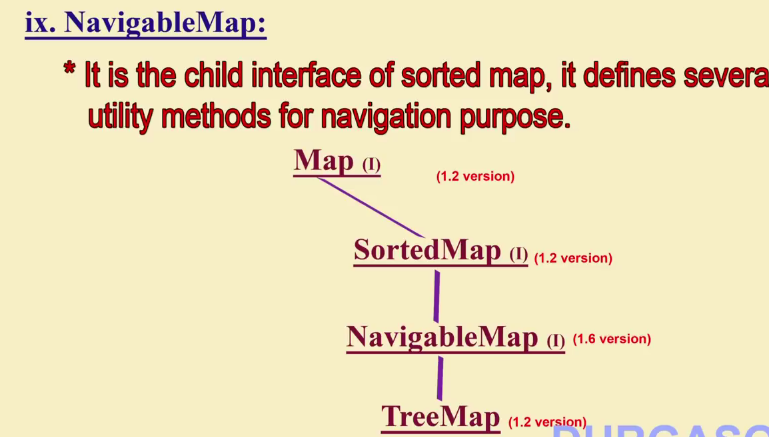 ix. NavigableMap:
* It is the child interface of sorted map, it defines severa
utility methods for navigation purpose.
Map (I) (1.2 version)
SortedMap (I) (1.2 version)
NavigableMap (I) (1.6 version)
TreeMap (1.2 version)